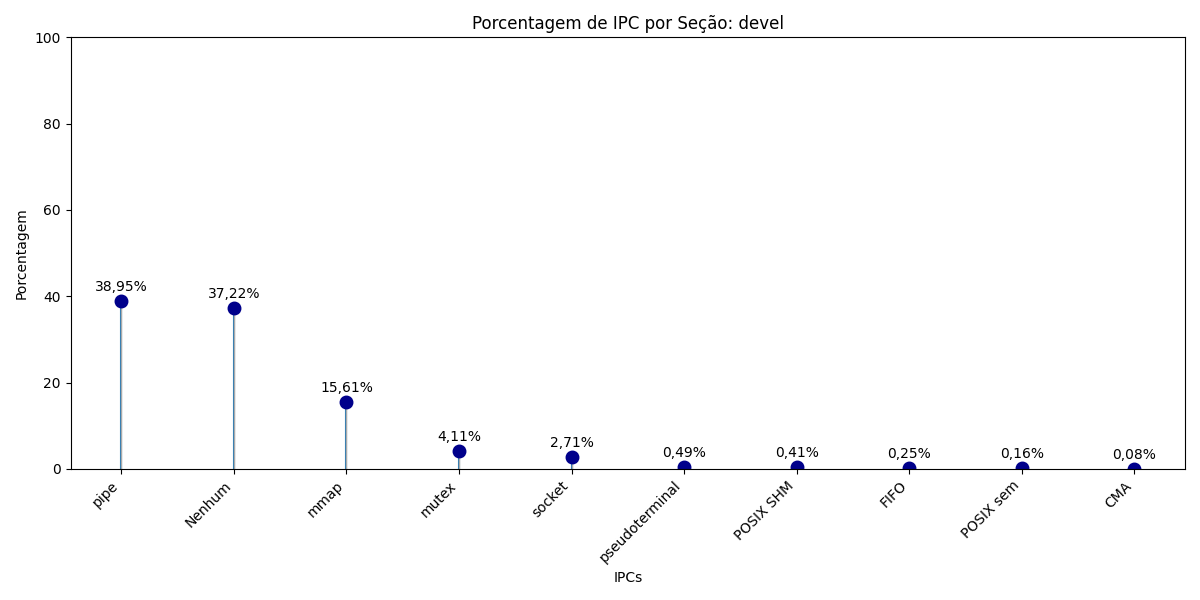 Porcentagem de IPC por Seção: devel
100
80
60
40
20
0
Porcentagem
38,95%
37,22%
15,61%
4,11%
2,71%
0,49%
0,41%
0,25%
0,16%
0,08%
pipe
Nenhum
mmap
mutex
socket
pseudoterminal
POSIX SHM
FIFO
POSIX sem
CMA
IPCs